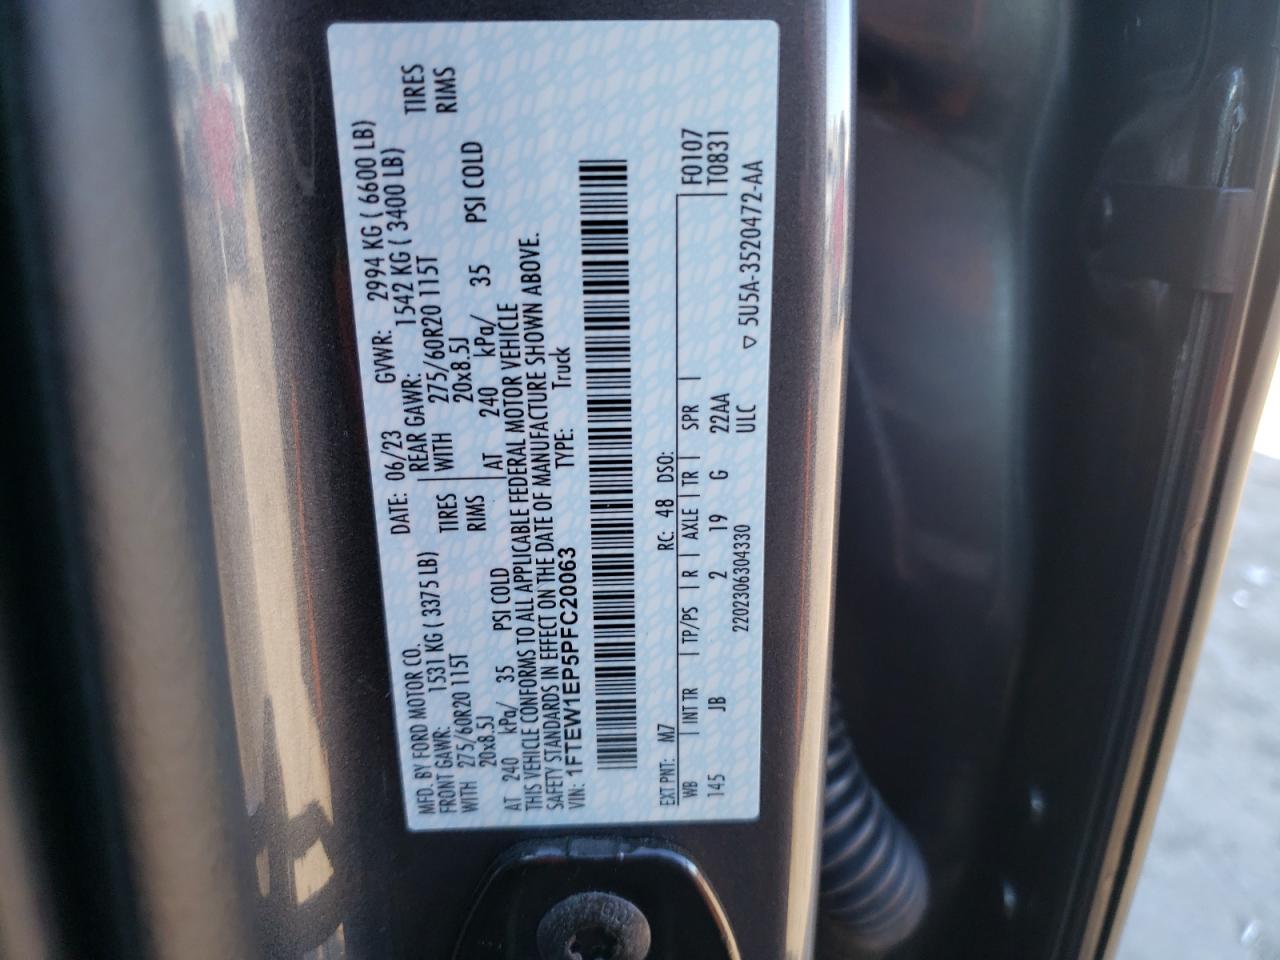 MFD. BY FORD MOTOR CO. DATE: 06/23 GVWR: 2994 KG ( 6600 LB)
FRONT GAWR: 1531 KG ( 3375 LB) REAR GAWR: 1542 KG ( 3400 LB)
WITH 275/60R20 115T TIRES WITH 275/60R20 115T TIRES
20x8.5J RIMS 20x8.5J RIMS
AT 240 kPa/ 35 PSI COLD AT 240 kPa/ 35 PSI COLD
THIS VEHICLE CONFORMS TO ALL APPLICABLE FEDERAL MOTOR VEHICLE
SAFETY STANDARDS IN EFFECT ON THE DATE OF MANUFACTURE SHOWN ABOVE.
VIN: 1FTEW1EP5PFC20063 TYPE: Truck
EXT PNT: M7 RC: 48 DSO: F0107
WB INT TR TP/PS R AXLE TR SPR T0831
145 JB 2 19 G 22AA
2202306304330 ULC ▽ 5U5A-3520472-AA